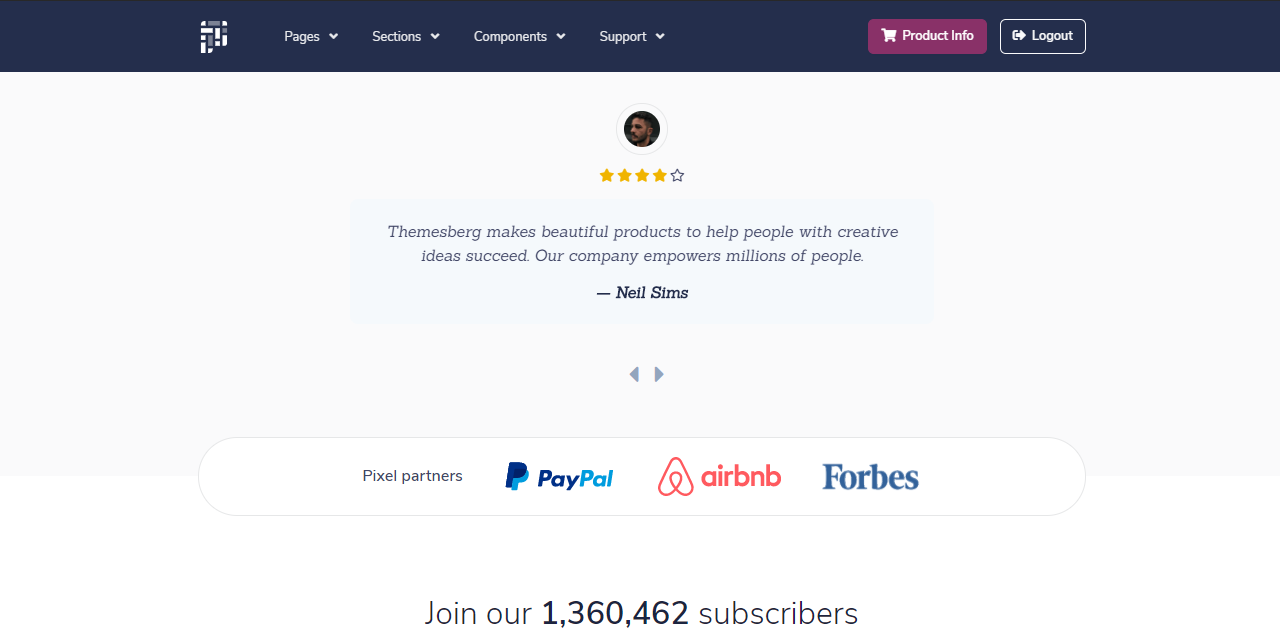 Pages Sections Components Support Product Info Logout
Themesberg makes beautiful products to help people with creative
ideas succeed. Our company empowers millions of people.
— Neil Sims
Pixel partners PayPal airbnb Forbes
Join our 1,360,462 subscribers